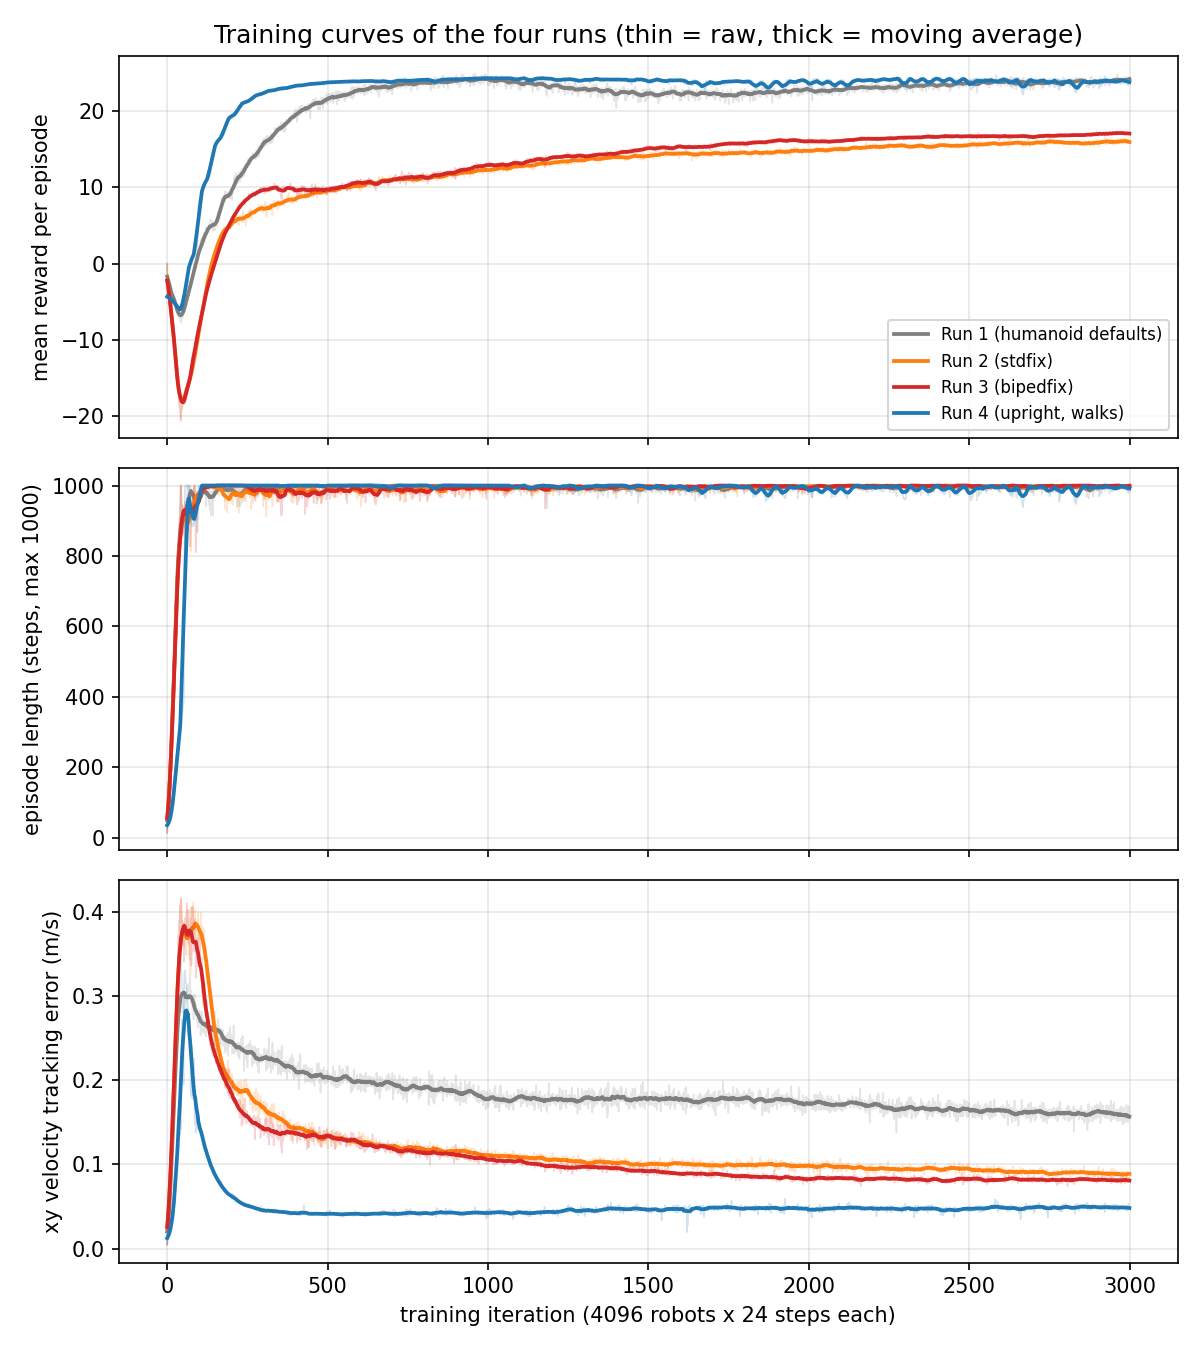 Training curves of the four runs (thin = raw, thick = moving average)
mean reward per episode
20
10
0
−10
−20
Run 1 (humanoid defaults)
Run 2 (stdfix)
Run 3 (bipedfix)
Run 4 (upright, walks)
episode length (steps, max 1000)
1000
800
600
400
200
0
xy velocity tracking error (m/s)
0.4
0.3
0.2
0.1
0.0
0 500 1000 1500 2000 2500 3000
training iteration (4096 robots x 24 steps each)